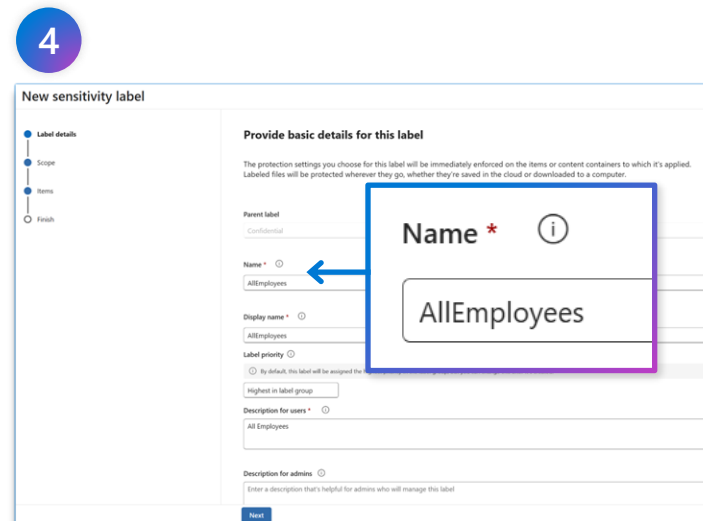 4
New sensitivity label
Label details
Scope
Items
Finish
Provide basic details for this label
The protection settings you choose for this label will be immediately enforced on the items or content containers to which it's applied.
Labeled files will be protected wherever they go, whether they're saved in the cloud or downloaded to a computer.
Parent label
Confidential
Name *
AllEmployees
Name *
AllEmployees
Display name *
AllEmployees
Label priority
By default, this label will be assigned the
Highest in label group
Description for users *
All Employees
Description for admins
Enter a description that's helpful for admins who will manage this label
Next